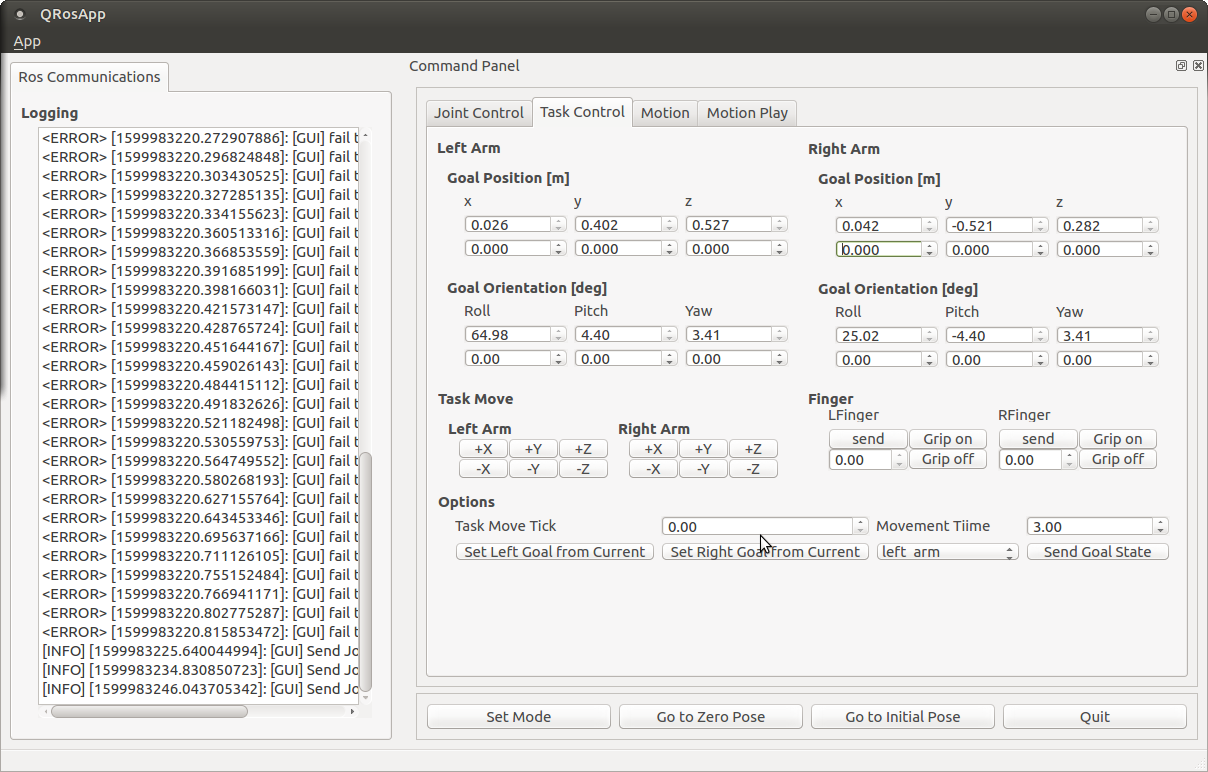 QRosApp
App
Ros Communications
Logging
<ERROR> [1599983220.272907886]: [GUI] fail t
<ERROR> [1599983220.296824848]: [GUI] fail t
<ERROR> [1599983220.303430525]: [GUI] fail t
<ERROR> [1599983220.327285135]: [GUI] fail t
<ERROR> [1599983220.334155623]: [GUI] fail t
<ERROR> [1599983220.360513316]: [GUI] fail t
<ERROR> [1599983220.366853559]: [GUI] fail t
<ERROR> [1599983220.391685199]: [GUI] fail t
<ERROR> [1599983220.398166031]: [GUI] fail t
<ERROR> [1599983220.421573147]: [GUI] fail t
<ERROR> [1599983220.428765724]: [GUI] fail t
<ERROR> [1599983220.451644167]: [GUI] fail t
<ERROR> [1599983220.459026143]: [GUI] fail t
<ERROR> [1599983220.484415112]: [GUI] fail t
<ERROR> [1599983220.491832626]: [GUI] fail t
<ERROR> [1599983220.521182498]: [GUI] fail t
<ERROR> [1599983220.530559753]: [GUI] fail t
<ERROR> [1599983220.564749552]: [GUI] fail t
<ERROR> [1599983220.580268193]: [GUI] fail t
<ERROR> [1599983220.627155764]: [GUI] fail t
<ERROR> [1599983220.643453346]: [GUI] fail t
<ERROR> [1599983220.695637166]: [GUI] fail t
<ERROR> [1599983220.711126105]: [GUI] fail t
<ERROR> [1599983220.755152484]: [GUI] fail t
<ERROR> [1599983220.766941171]: [GUI] fail t
<ERROR> [1599983220.802775287]: [GUI] fail t
<ERROR> [1599983220.815853472]: [GUI] fail t
[INFO] [1599983225.640044994]: [GUI] Send Jo
[INFO] [1599983234.830850723]: [GUI] Send Jo
[INFO] [1599983246.043705342]: [GUI] Send Jo
Command Panel
Joint Control Task Control Motion Motion Play
Left Arm
Goal Position [m]
x y z
0.026 0.402 0.527
0.000 0.000 0.000
Goal Orientation [deg]
Roll Pitch Yaw
64.98 4.40 3.41
0.00 0.00 0.00
Right Arm
Goal Position [m]
x y z
0.042 -0.521 0.282
0.000 0.000 0.000
Goal Orientation [deg]
Roll Pitch Yaw
25.02 -4.40 3.41
0.00 0.00 0.00
Task Move
Left Arm Right Arm
+X +Y +Z +X +Y +Z
-X -Y -Z -X -Y -Z
Finger
LFinger RFinger
send Grip on send Grip on
0.00 Grip off 0.00 Grip off
Options
Task Move Tick 0.00 Movement Tiime 3.00
Set Left Goal from Current Set Right Goal from Current left_arm Send Goal State
Set Mode Go to Zero Pose Go to Initial Pose Quit